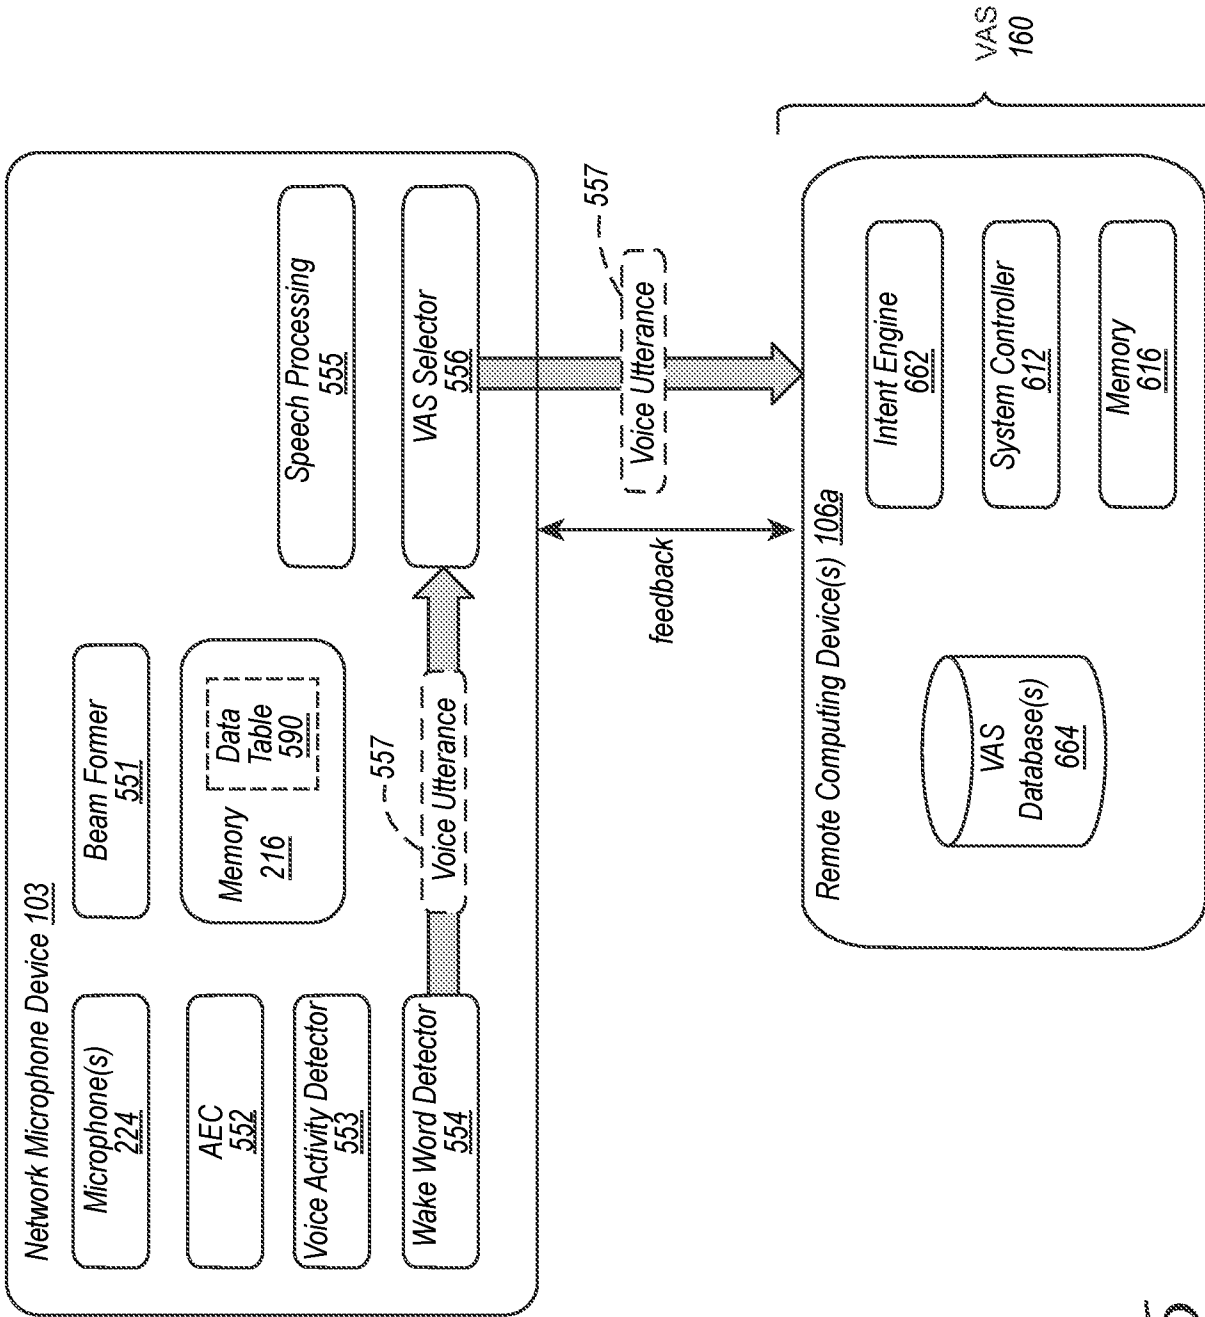 Network Microphone Device 103
Microphone(s)
224
Beam Former
551
AEC
552
Memory
216
Data
Table
590
Speech Processing
555
Voice Activity Detector
553
557
Wake Word Detector
554
Voice Utterance
VAS Selector
556
feedback
Voice Utterance
557
Remote Computing Device(s) 106a
VAS
Database(s)
664
Intent Engine
662
System Controller
612
Memory
616
VAS
160